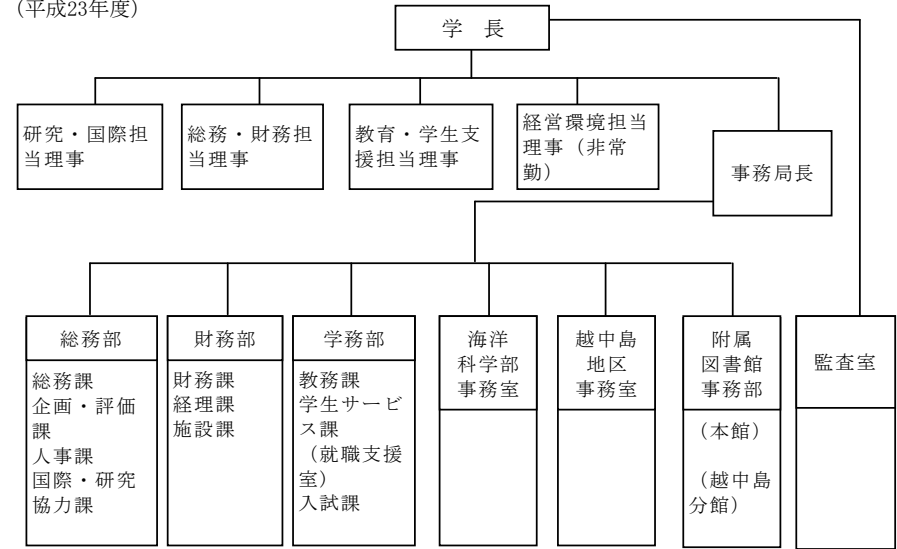 (平成23年度)
学 長
研究・国際担
当理事
総務・財務担
当理事
教育・学生支
援担当理事
経営環境担当
理事（非常
勤）
事務局長
総務部
総務課
企画・評価
課
人事課
国際・研究
協力課
財務部
財務課
経理課
施設課
学務部
教務課
学生サービ
ス課
（就職支援
室）
入試課
海洋
科学部
事務室
越中島
地区
事務室
附属
図書館
事務部
（本館）
（越中島
分館）
監査室